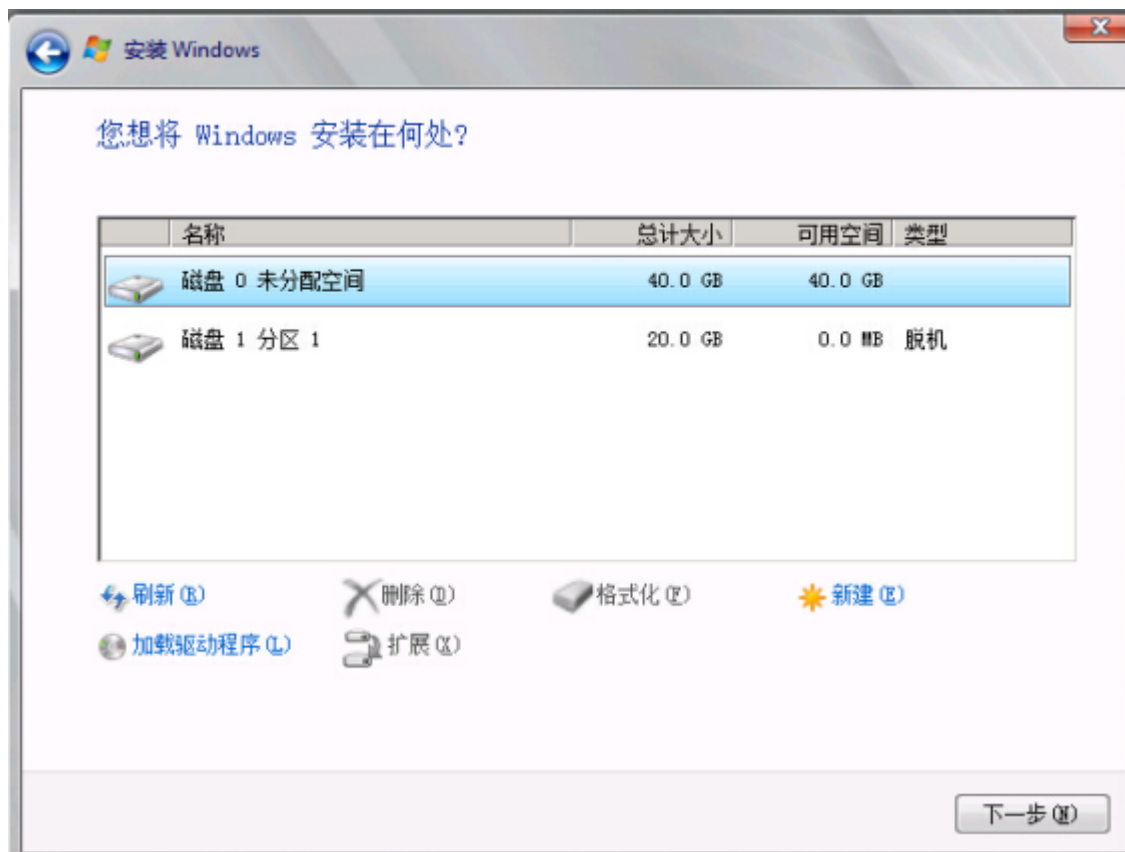 安装 Windows
您想将 Windows 安装在何处?
名称 总计大小 可用空间 类型
磁盘 0 未分配空间 40.0 GB 40.0 GB
磁盘 1 分区 1 20.0 GB 0.0 MB 脱机
刷新(R) 删除(D) 格式化(F) 新建(E)
加载驱动程序(L) 扩展(X)
下一步(N)